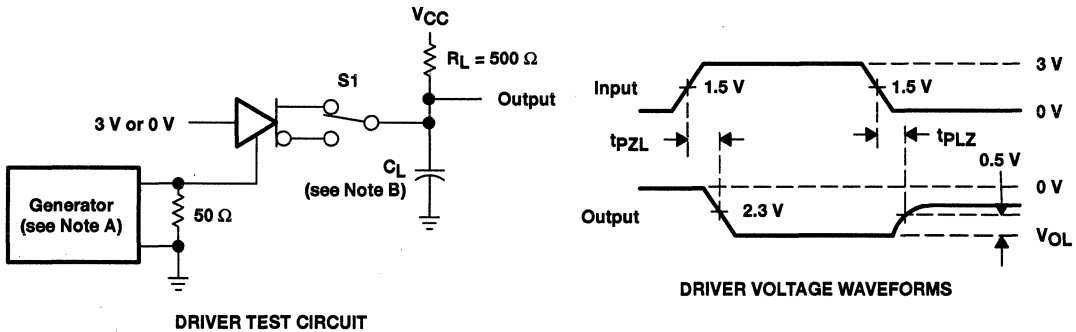 VCC
RL = 500 Ω
S1
Output
3 V or 0 V
CL
(see Note B)
Generator
(see Note A)
50 Ω
DRIVER TEST CIRCUIT
Input
1.5 V
1.5 V
3 V
0 V
tPZL
tPLZ
0.5 V
0 V
Output
2.3 V
VOL
DRIVER VOLTAGE WAVEFORMS